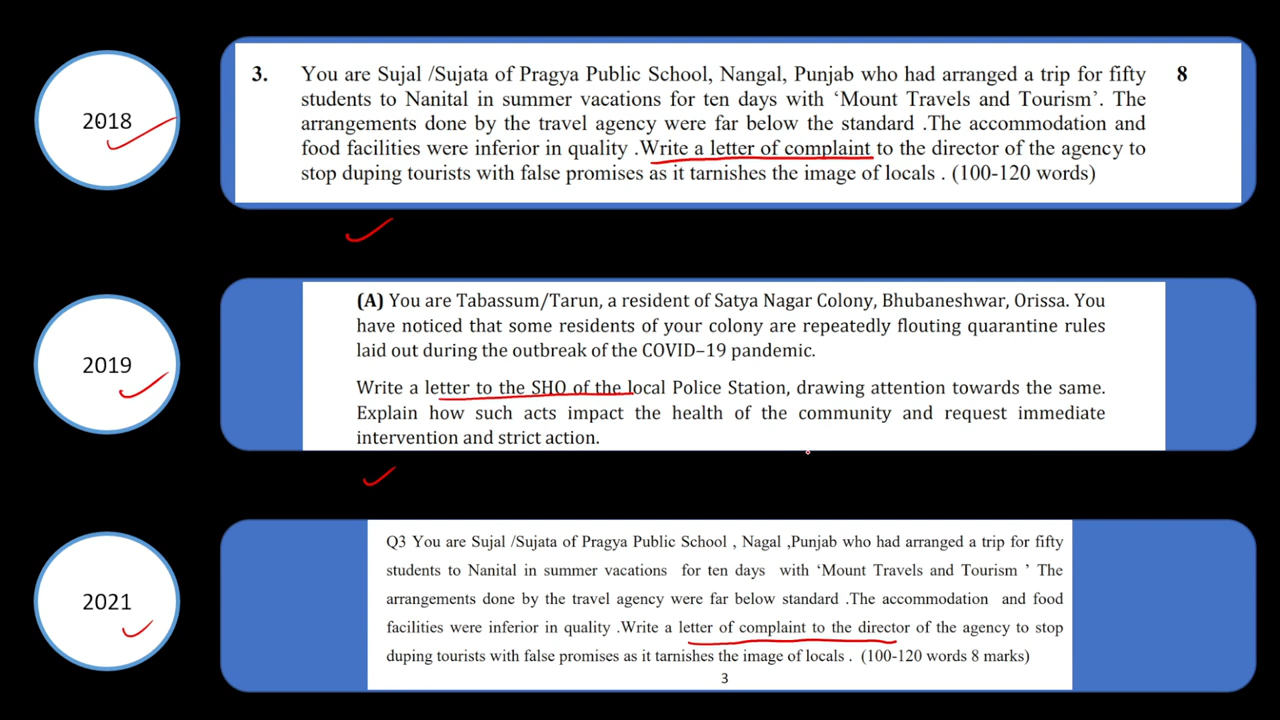 2018
3. You are Sujal /Sujata of Pragya Public School, Nangal, Punjab who had arranged a trip for fifty 8
students to Nanital in summer vacations for ten days with ‘Mount Travels and Tourism’. The
arrangements done by the travel agency were far below the standard .The accommodation and
food facilities were inferior in quality .Write a letter of complaint to the director of the agency to
stop duping tourists with false promises as it tarnishes the image of locals . (100-120 words)
2019
(A) You are Tabassum/Tarun, a resident of Satya Nagar Colony, Bhubaneshwar, Orissa. You
have noticed that some residents of your colony are repeatedly flouting quarantine rules
laid out during the outbreak of the COVID–19 pandemic.
Write a letter to the SHO of the local Police Station, drawing attention towards the same.
Explain how such acts impact the health of the community and request immediate
intervention and strict action.
2021
Q3 You are Sujal /Sujata of Pragya Public School , Nagal ,Punjab who had arranged a trip for fifty
students to Nanital in summer vacations for ten days with ‘Mount Travels and Tourism ’ The
arrangements done by the travel agency were far below standard .The accommodation and food
facilities were inferior in quality .Write a letter of complaint to the director of the agency to stop
duping tourists with false promises as it tarnishes the image of locals . (100-120 words 8 marks)
3